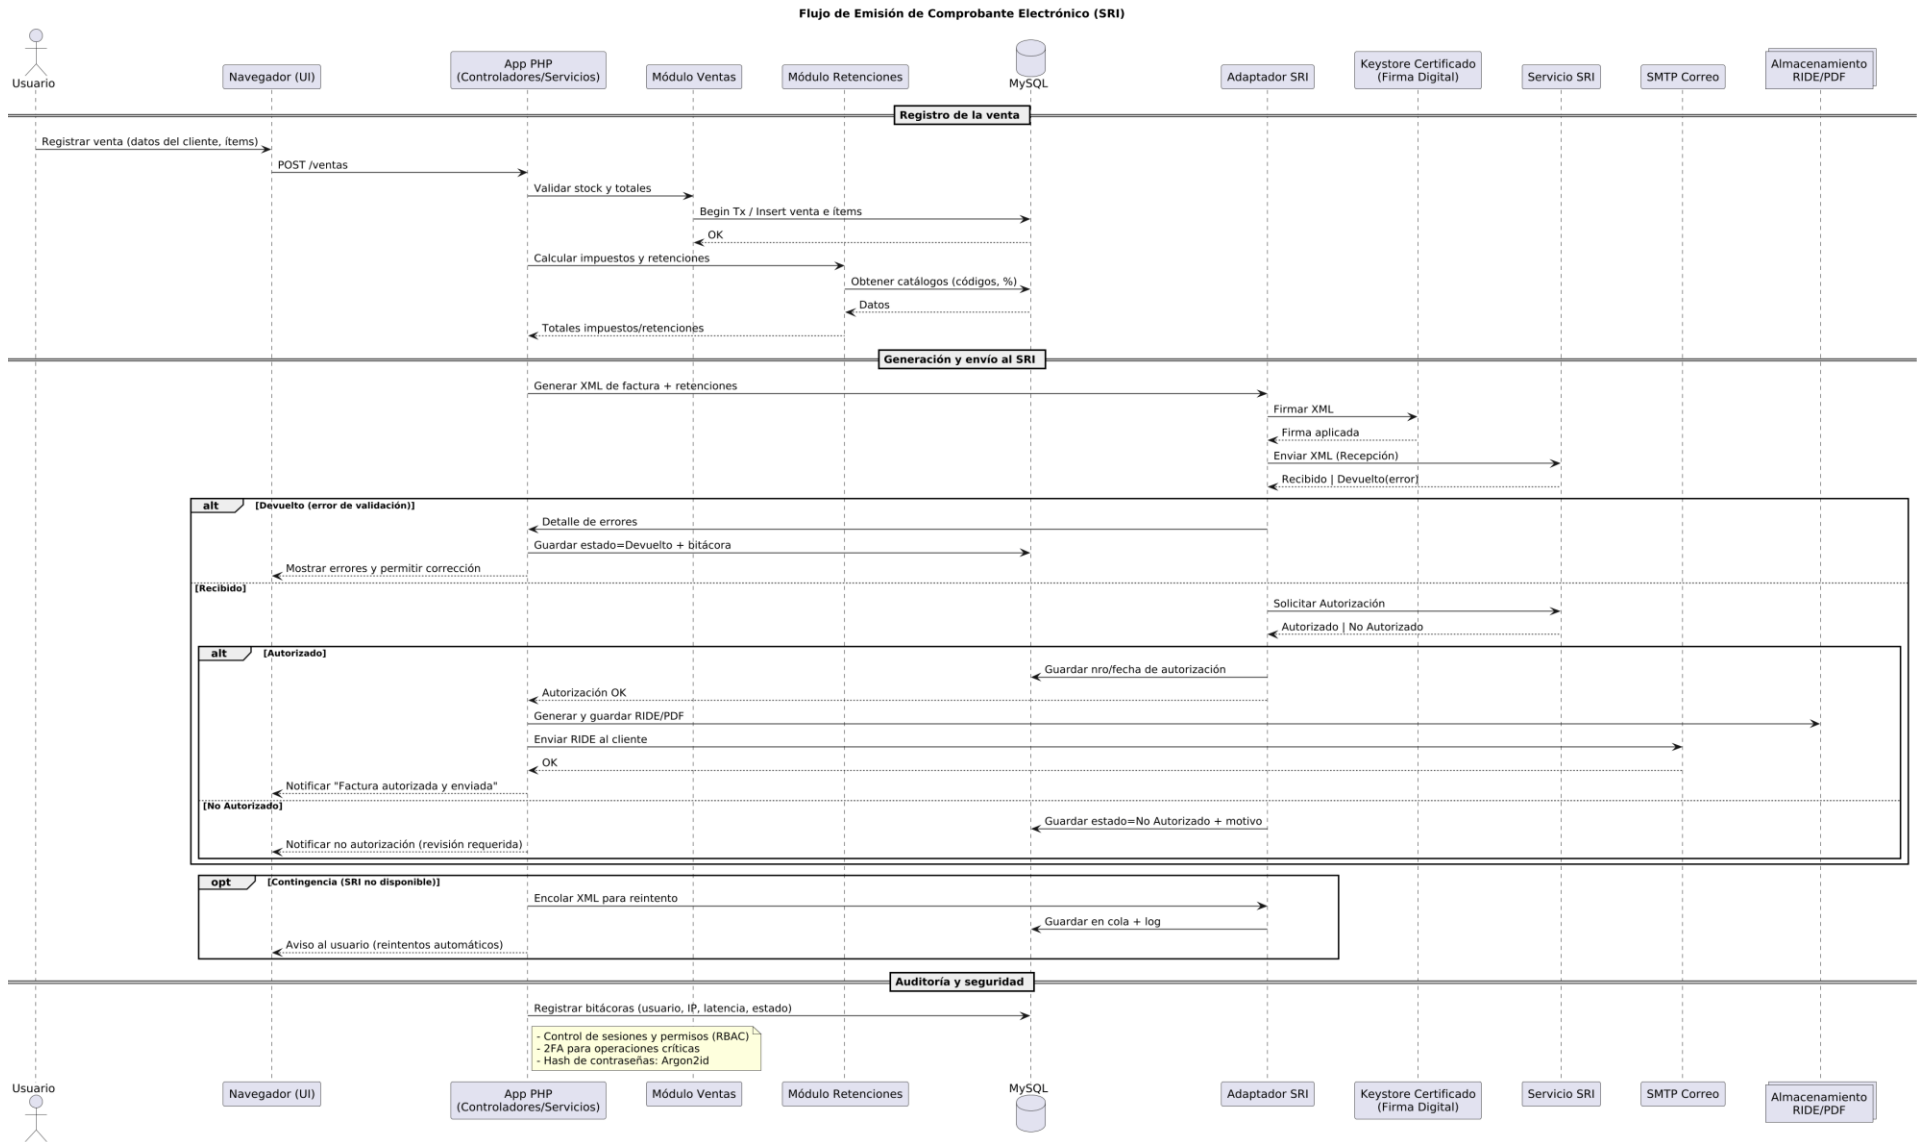 Flujo de Emisión de Comprobante Electrónico (SRI)
Usuario
Navegador (UI)
App PHP
(Controladores/Servicios)
Módulo Ventas
Módulo Retenciones
MySQL
Adaptador SRI
Keystore Certificado
(Firma Digital)
Servicio SRI
SMTP Correo
Almacenamiento
RIDE/PDF
Registro de la venta
Registrar venta (datos del cliente, ítems)
POST /ventas
Validar stock y totales
Begin Tx / Insert venta e ítems
OK
Calcular impuestos y retenciones
Obtener catálogos (códigos, %)
Datos
Totales impuestos/retenciones
Generación y envío al SRI
Generar XML de factura + retenciones
Firmar XML
Firma aplicada
Enviar XML (Recepción)
Recibido | Devuelto(error)
alt [Devuelto (error de validación)]
Detalle de errores
Guardar estado=Devuelto + bitácora
Mostrar errores y permitir corrección
[Recibido]
Solicitar Autorización
Autorizado | No Autorizado
alt [Autorizado]
Guardar nro/fecha de autorización
Autorización OK
Generar y guardar RIDE/PDF
Enviar RIDE al cliente
OK
Notificar "Factura autorizada y enviada"
[No Autorizado]
Guardar estado=No Autorizado + motivo
Notificar no autorización (revisión requerida)
opt [Contingencia (SRI no disponible)]
Encolar XML para reintento
Guardar en cola + log
Aviso al usuario (reintentos automáticos)
Auditoría y seguridad
Registrar bitácoras (usuario, IP, latencia, estado)
- Control de sesiones y permisos (RBAC)
- 2FA para operaciones críticas
- Hash de contraseñas: Argon2id
Usuario
Navegador (UI)
App PHP
(Controladores/Servicios)
Módulo Ventas
Módulo Retenciones
MySQL
Adaptador SRI
Keystore Certificado
(Firma Digital)
Servicio SRI
SMTP Correo
Almacenamiento
RIDE/PDF